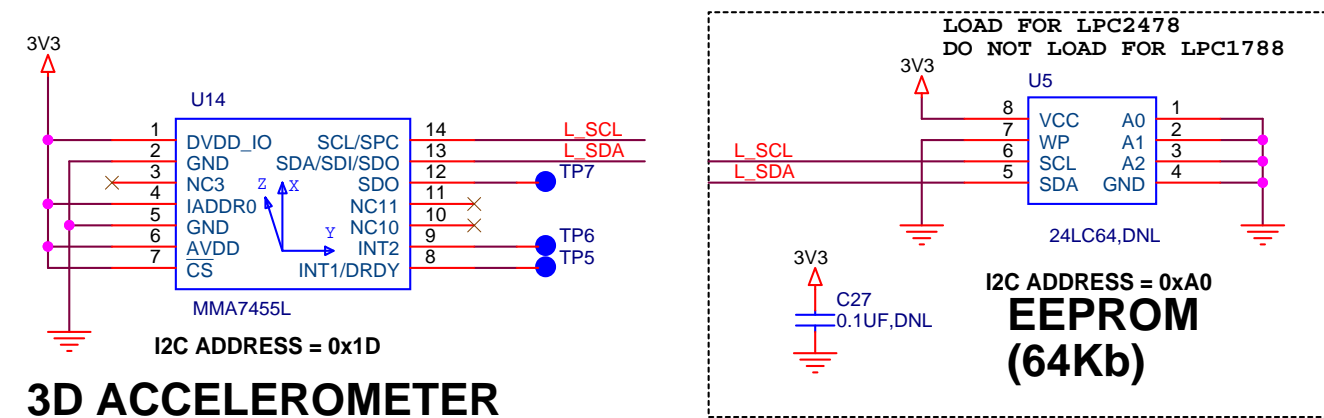 3V3
U14
1 DVDD_IO SCL/SPC 14 L_SCL
2 GND SDA/SDI/SDO 13 L_SDA
3 NC3 SDO 12 TP7
4 IADDR0 NC11 11
5 GND NC10 10
6 AVDD INT2 9 TP6
7 CS INT1/DRDY 8 TP5
Z X
Y
MMA7455L
I2C ADDRESS = 0x1D
3D ACCELEROMETER
LOAD FOR LPC2478
DO NOT LOAD FOR LPC1788
3V3
U5
8 VCC A0 1
7 WP A1 2
L_SCL 6 SCL A2 3
L_SDA 5 SDA GND 4
24LC64,DNL
3V3
C27
0.1UF,DNL
I2C ADDRESS = 0xA0
EEPROM
(64Kb)